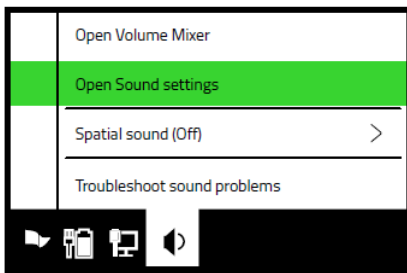 Open Volume Mixer
Open Sound settings
Spatial sound (Off)
Troubleshoot sound problems